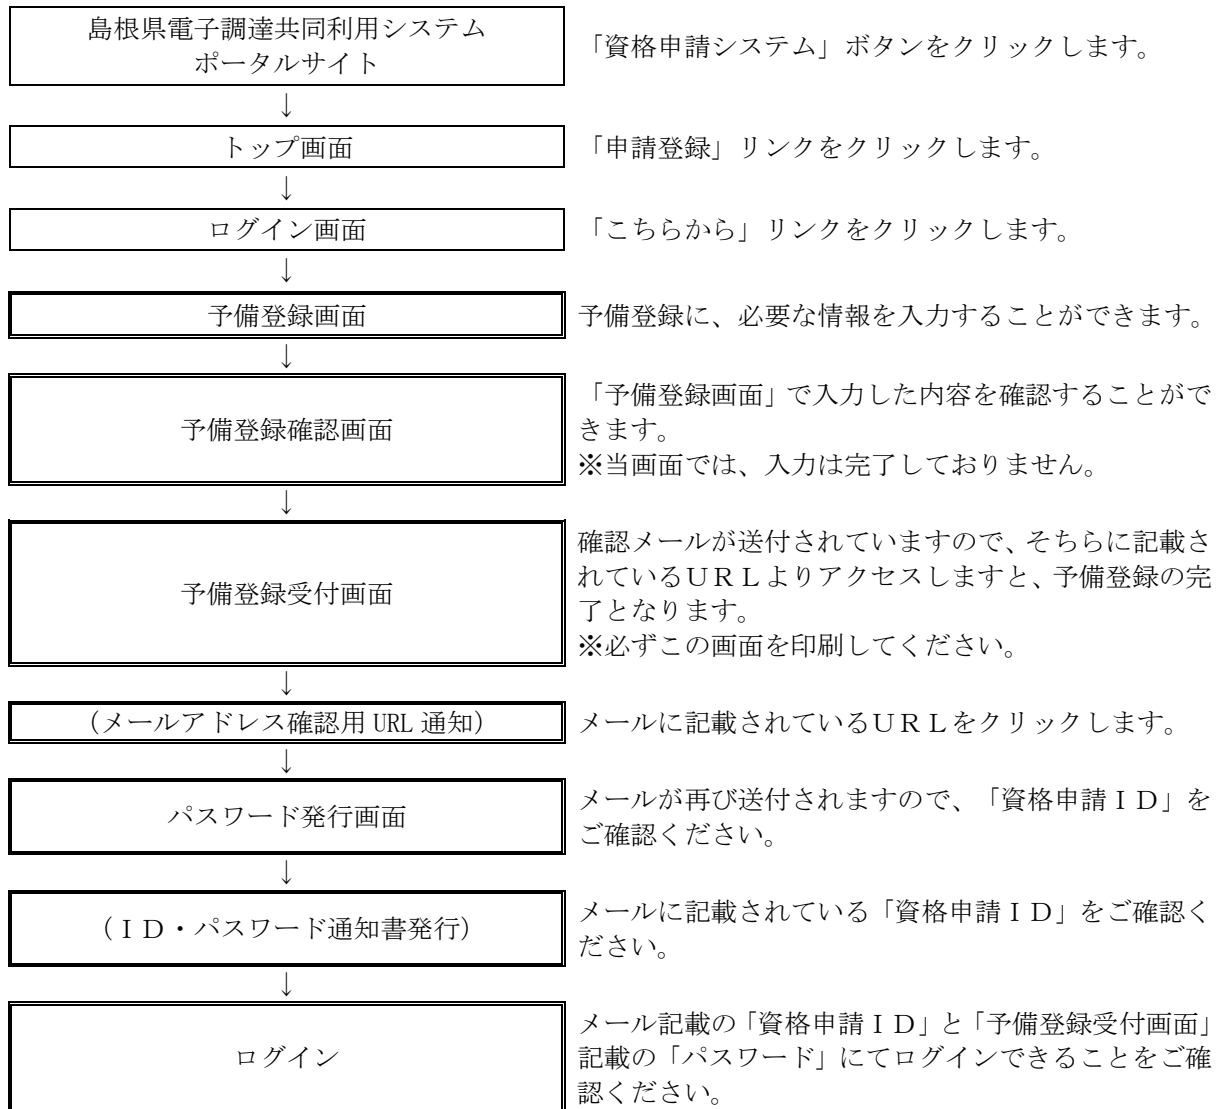 島根県電子調達共同利用システム
ポータルサイト
「資格申請システム」ボタンをクリックします。
↓
トップ画面
「申請登録」リンクをクリックします。
↓
ログイン画面
「こちらから」リンクをクリックします。
↓
予備登録画面
予備登録に、必要な情報を入力することができます。
↓
予備登録確認画面
「予備登録画面」で入力した内容を確認することがで
きます。
※当画面では、入力は完了しておりません。
↓
予備登録受付画面
確認メールが送付されていますので、そちらに記載さ
れているＵＲＬよりアクセスしますと、予備登録の完
了となります。
※必ずこの画面を印刷してください。
↓
（メールアドレス確認用 URL 通知）
メールに記載されているＵＲＬをクリックします。
↓
パスワード発行画面
メールが再び送付されますので、「資格申請ＩＤ」を
ご確認ください。
↓
（ＩＤ・パスワード通知書発行）
メールに記載されている「資格申請ＩＤ」をご確認く
ださい。
↓
ログイン
メール記載の「資格申請ＩＤ」と「予備登録受付画面」
記載の「パスワード」にてログインできることをご確
認ください。